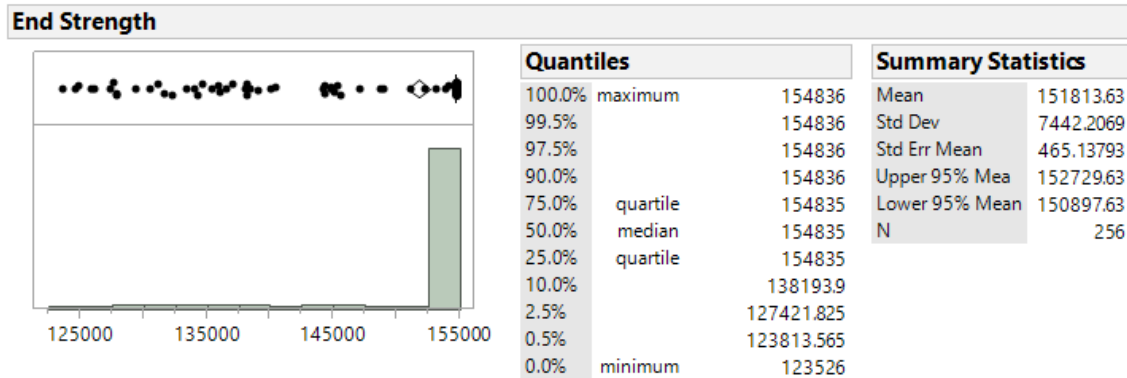 End Strength
125000 135000 145000 155000
Quantiles
100.0% maximum 154836
99.5% 154836
97.5% 154836
90.0% 154836
75.0% quartile 154835
50.0% median 154835
25.0% quartile 154835
10.0% 138193.9
2.5% 127421.825
0.5% 123813.565
0.0% minimum 123526
Summary Statistics
Mean 151813.63
Std Dev 7442.2069
Std Err Mean 465.13793
Upper 95% Mea 152729.63
Lower 95% Mean 150897.63
N 256